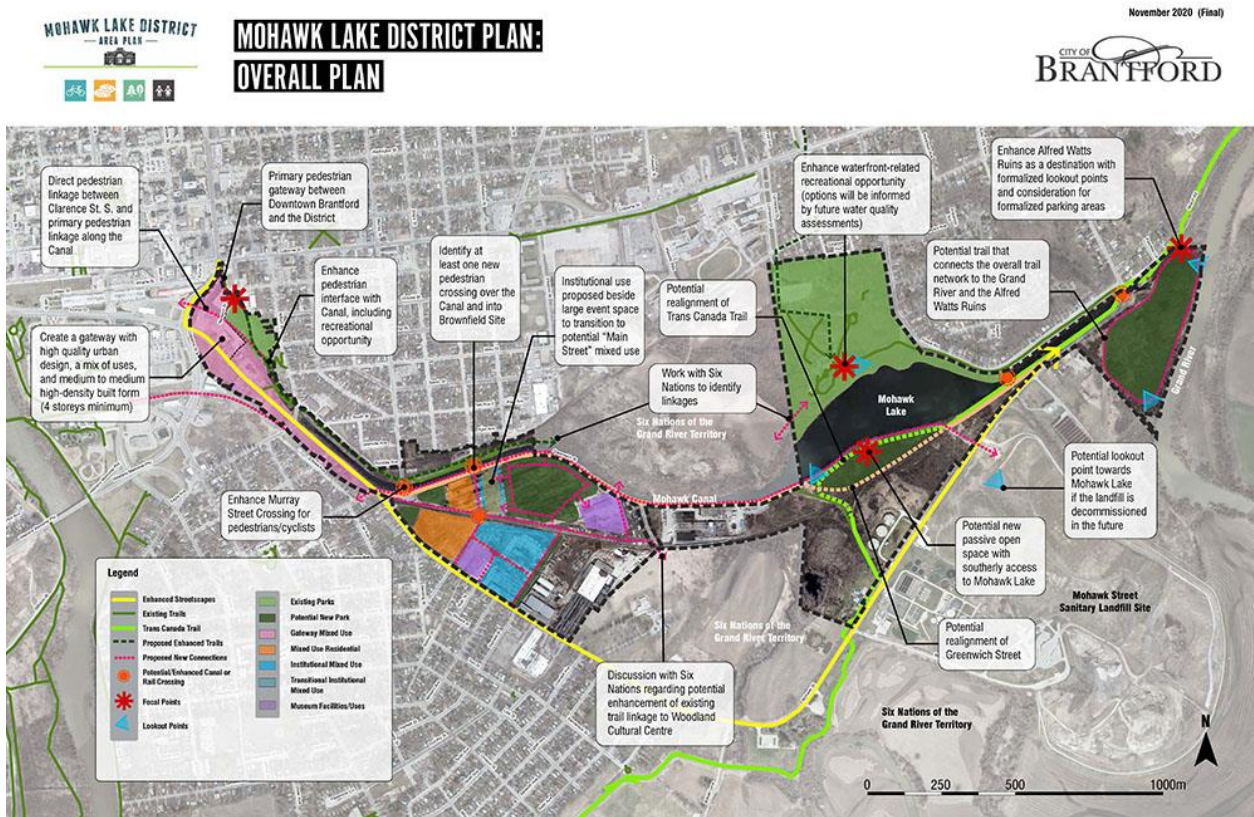 November 2020 (Final)
MOHAWK LAKE DISTRICT
AREA PLAN
MOHAWK LAKE DISTRICT PLAN:
OVERALL PLAN
CITY OF
BRANTFORD
Direct pedestrian
linkage between
Clarence St. S. and
primary pedestrian
linkage along the
Canal
Primary pedestrian
gateway between
Downtown Brantford
and the District
Enhance
pedestrian
interface with
Canal, including
recreational
opportunity
Create a gateway with
high quality urban
design, a mix of uses,
and medium to medium
high-density built form
(4 storeys minimum)
Identify at
least one new
pedestrian
crossing over the
Canal and into
Brownfield Site
Institutional use
proposed beside
large event space
to transition to
potential "Main
Street" mixed use
Potential
realignment of
Trans Canada Trail
Work with Six
Nations to identify
linkages
Enhance waterfront-related
recreational opportunity
(options will be informed
by future water quality
assessments)
Enhance Alfred Watts
Ruins as a destination with
formalized lookout points
and consideration for
formalized parking areas
Potential trail that
connects the overall trail
network to the Grand
River and the Alfred
Watts Ruins
Six Nations of the
Grand River Territory
Mohawk
Lake
Grand River
Mohawk Canal
Enhance Murray
Street Crossing for
pedestrians/cyclists
Potential lookout
point towards
Mohawk Lake
if the landfill is
decommissioned
in the future
Potential new
passive open
space with
southerly access
to Mohawk Lake
Mohawk Street
Sanitary Landfill Site
Potential
realignment of
Greenwich Street
Six Nations of
the Grand River Territory
Discussion with Six
Nations regarding potential
enhancement of existing
trail linkage to Woodland
Cultural Centre
Six Nations of the
Grand River Territory
Legend
Enhanced Streetscapes
Existing Trails
Trans Canada Trail
Proposed Enhanced Trails
Proposed New Connections
Potential/Enhanced Canal or
Rail Crossing
Focal Points
Lookout Points
Existing Parks
Potential New Park
Gateway Mixed Use
Mixed Use Residential
Institutional Mixed Use
Transitional Institutional
Mixed Use
Museum Facilities/Uses
N
0 250 500 1000m